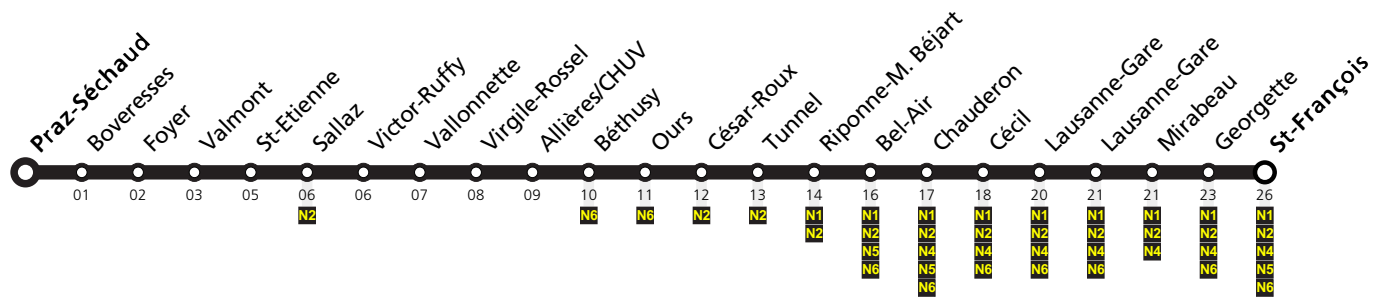 Praz-Séchaud
Boveresses
Foyer
Valmont
St-Etienne
Sallaz
Victor-Ruffy
Vallonnette
Virgile-Rossel
Allières/CHUV
Béthusy
Ours
César-Roux
Tunnel
Riponne-M. Béjart
Bel-Air
Chauderon
Cécil
Lausanne-Gare
Lausanne-Gare
Mirabeau
Georgette
St-François
01 02 03 05 06 06 07 08 09 10 11 12 13 14 16 17 18 20 21 21 23 26
N2 N6 N6 N2 N2 N1 N1 N1 N1 N1 N1 N1 N1 N1
N2 N2 N2 N2 N2 N2 N2 N2 N2
N5 N4 N4 N4 N4 N4 N4 N4
N6 N5 N6 N6 N6 N6 N5
N6 N6